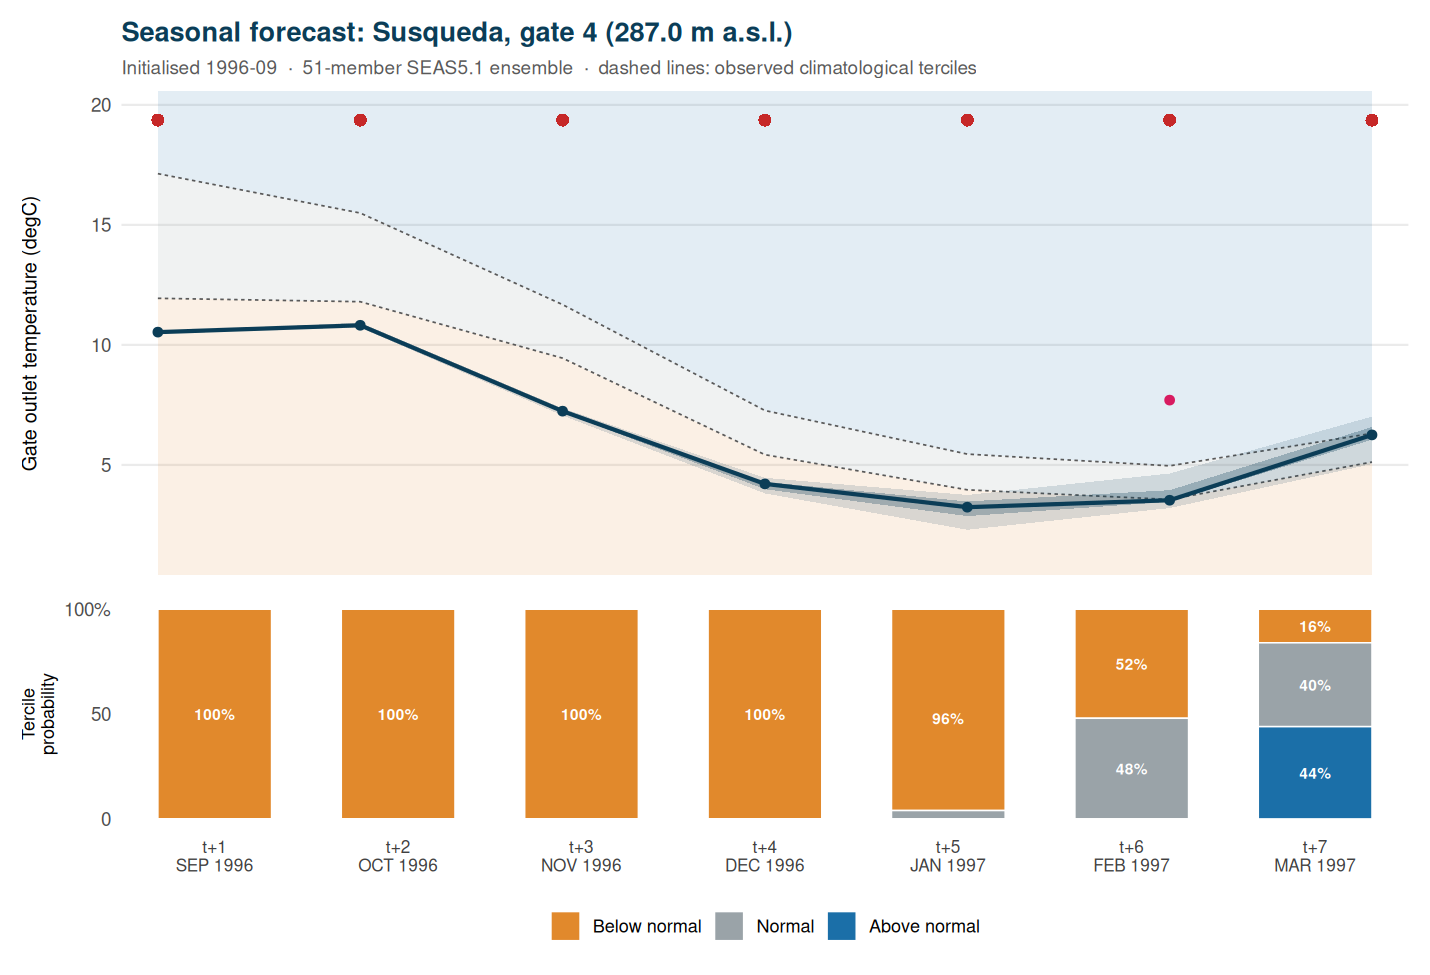 Seasonal forecast: Susqueda, gate 4 (287.0 m a.s.l.)
Initialised 1996-09 · 51-member SEAS5.1 ensemble · dashed lines: observed climatological terciles
Gate outlet temperature (degC)
20
15
10
5
Tercile
probability
100%
50
0
100%
100%
100%
100%
96%
52%
48%
16%
40%
44%
t+1
SEP 1996
t+2
OCT 1996
t+3
NOV 1996
t+4
DEC 1996
t+5
JAN 1997
t+6
FEB 1997
t+7
MAR 1997
Below normal
Normal
Above normal